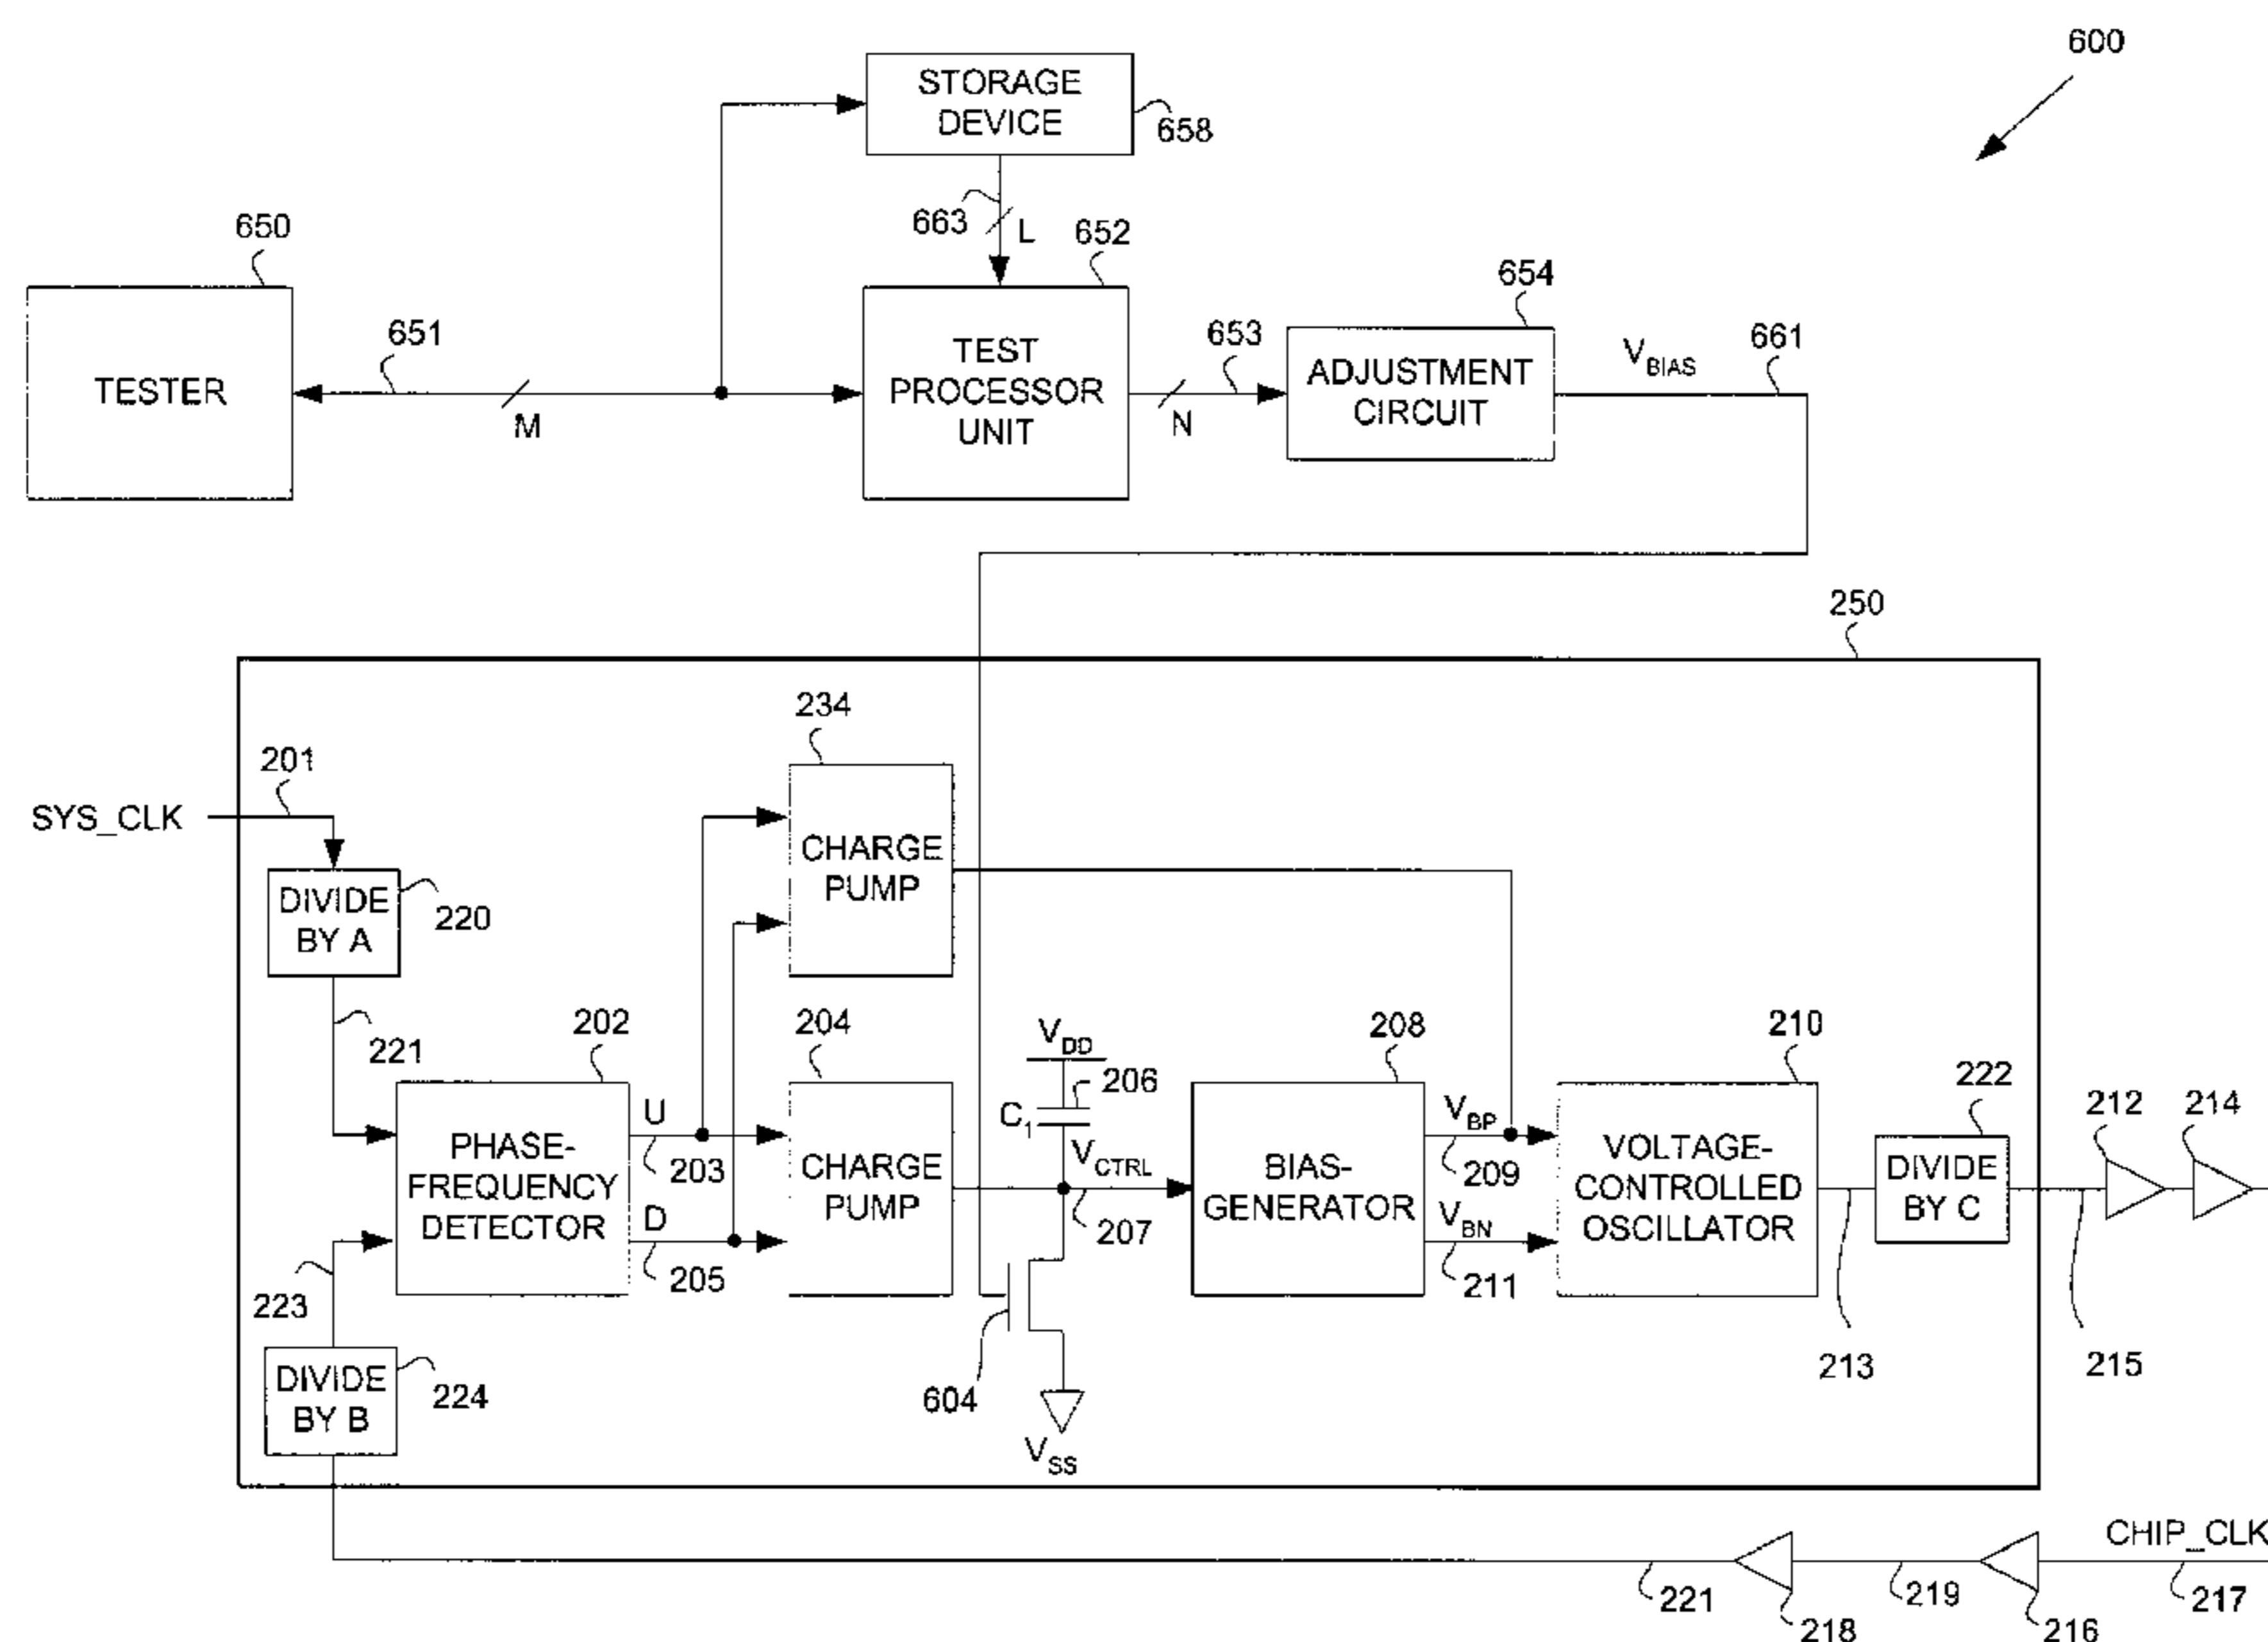 600
STORAGE
DEVICE
658
663
L
650
652
654
651
653
V_BIAS
661
TESTER
M
TEST
PROCESSOR
UNIT
N
ADJUSTMENT
CIRCUIT
250
234
201
SYS_CLK
CHARGE
PUMP
DIVIDE
BY A
220
221
202
204
V_DD
206
C_1
208
210
222
212
214
U
203
D
205
PHASE-
FREQUENCY
DETECTOR
CHARGE
PUMP
V_CTRL
207
BIAS-
GENERATOR
V_BP
209
V_BN
211
VOLTAGE-
CONTROLLED
OSCILLATOR
DIVIDE
BY C
223
213
215
DIVIDE
BY B
224
604
V_SS
CHIP_CLK
221
218
219
216
217